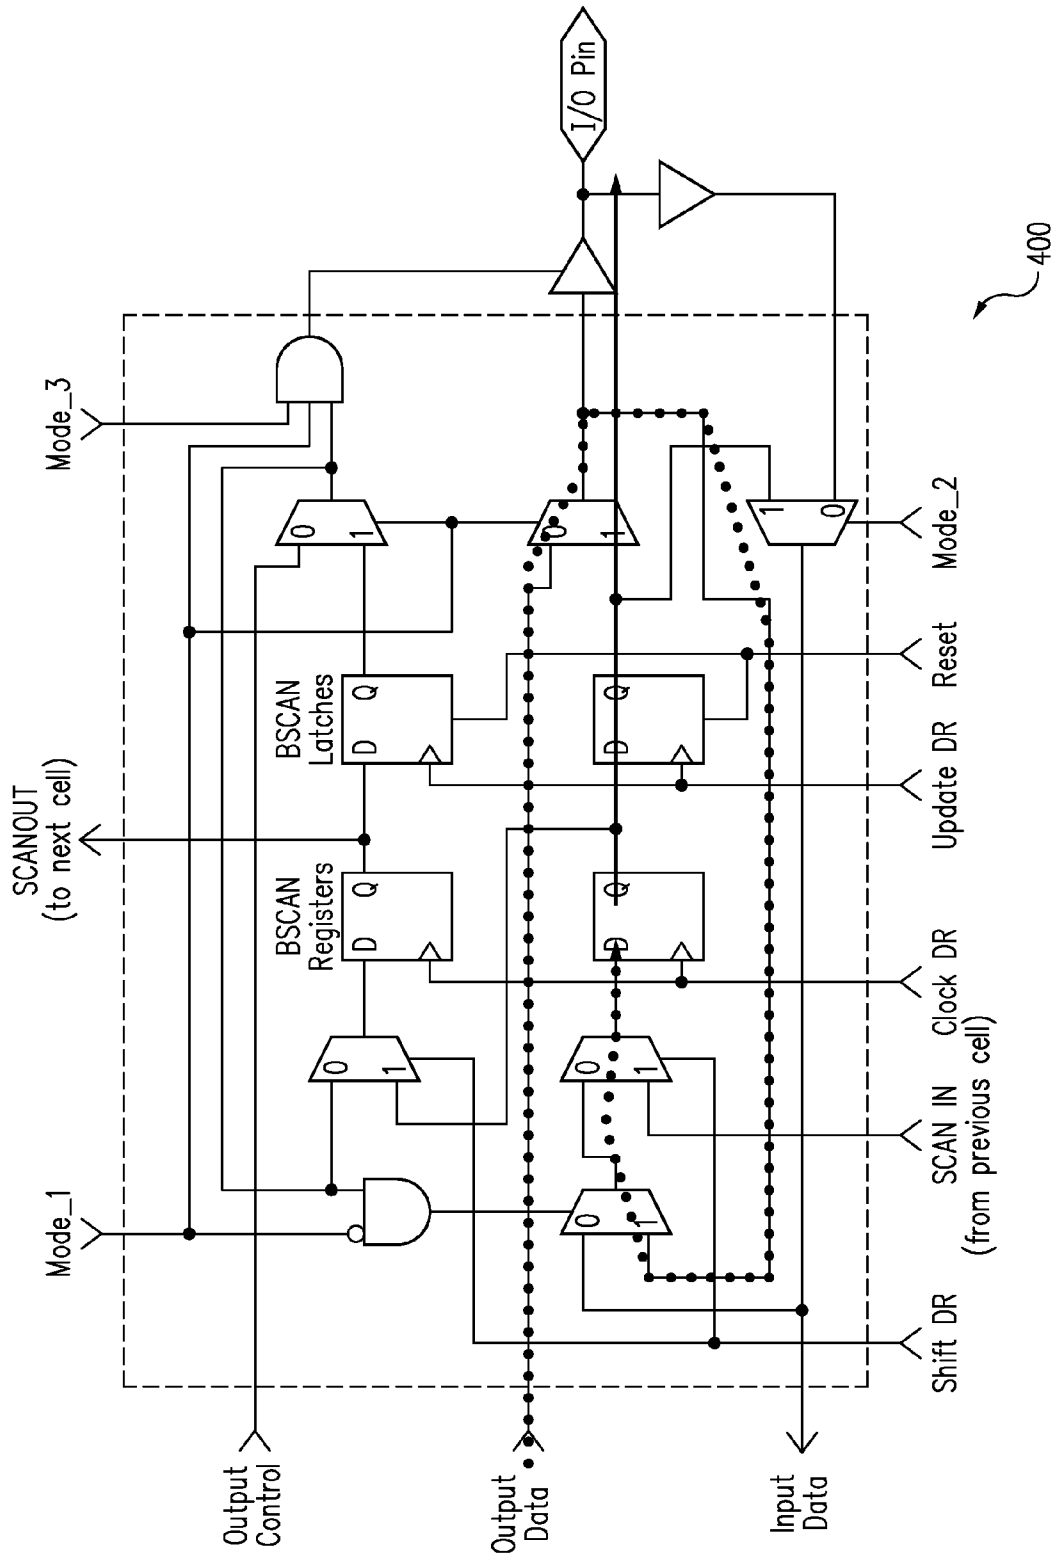 Mode_1
Mode_3
SCANOUT
(to next cell)
Output
Control
0
1
BSCAN
Registers
D
Q
BSCAN
Latches
D
Q
0
1
I/O Pin
Output
Data
0
1
0
1
D
Q
D
Q
0
1
1
0
Input
Data
Shift DR
SCAN IN
(from previous cell)
Clock DR
Update DR
Reset
Mode_2
400